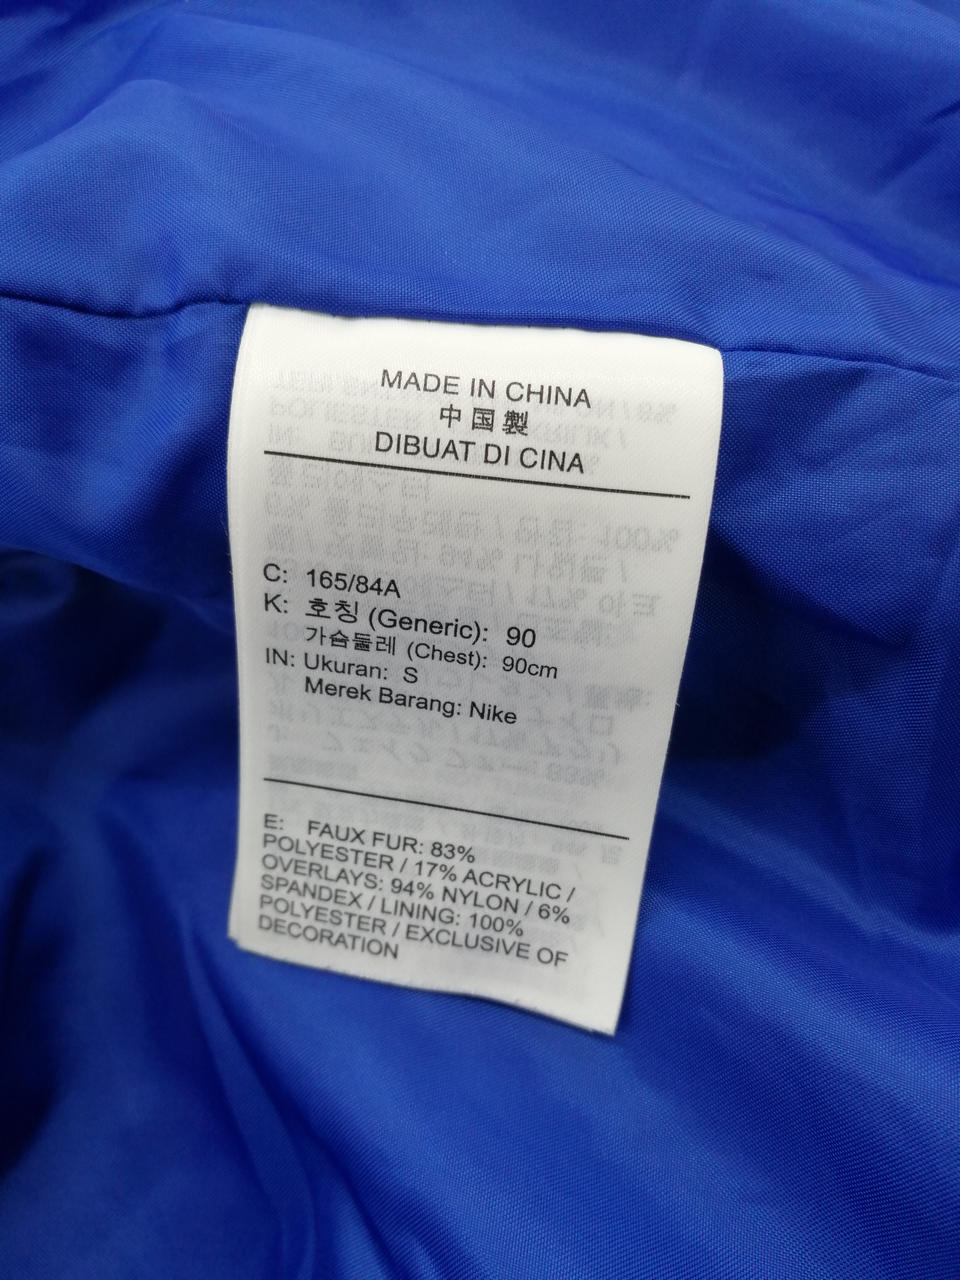 MADE IN CHINA
中国製
DIBUAT DI CINA
C: 165/84A
K: 호칭 (Generic): 90
가슴둘레 (Chest): 90cm
IN: Ukuran: S
Merek Barang: Nike
E: FAUX FUR: 83%
POLYESTER / 17% ACRYLIC /
OVERLAYS: 94% NYLON / 6%
SPANDEX / LINING: 100%
POLYESTER / EXCLUSIVE OF
DECORATION